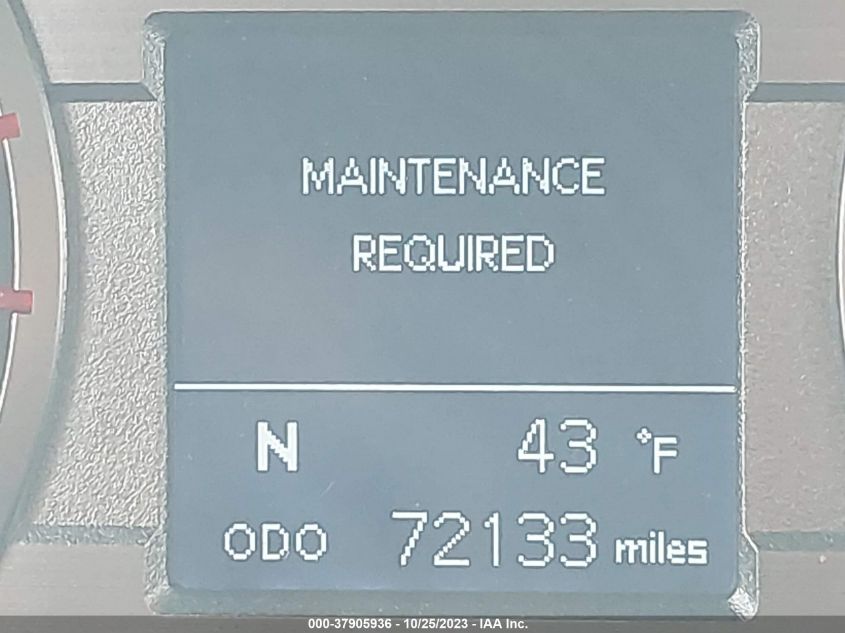 MAINTENANCE
REQUIRED
N 43 °F
ODO 72133 miles
000-37905936 - 10/25/2023 - IAA Inc.